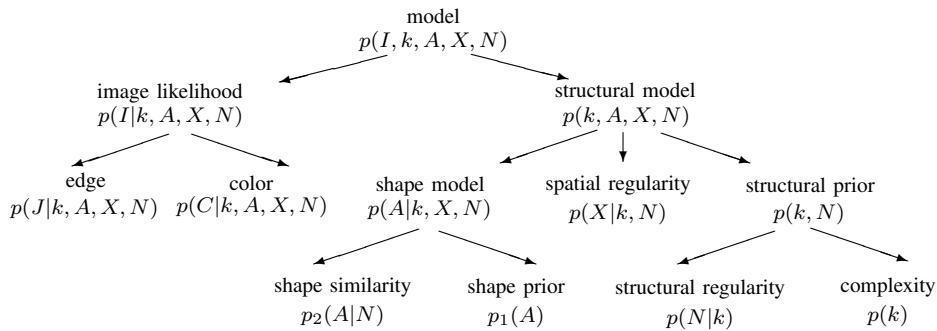 model
p(I, k, A, X, N)
image likelihood
p(I|k, A, X, N)
structural model
p(k, A, X, N)
edge
p(J|k, A, X, N)
color
p(C|k, A, X, N)
shape model
p(A|k, X, N)
spatial regularity
p(X|k, N)
structural prior
p(k, N)
shape similarity
p₂(A|N)
shape prior
p₁(A)
structural regularity
p(N|k)
complexity
p(k)